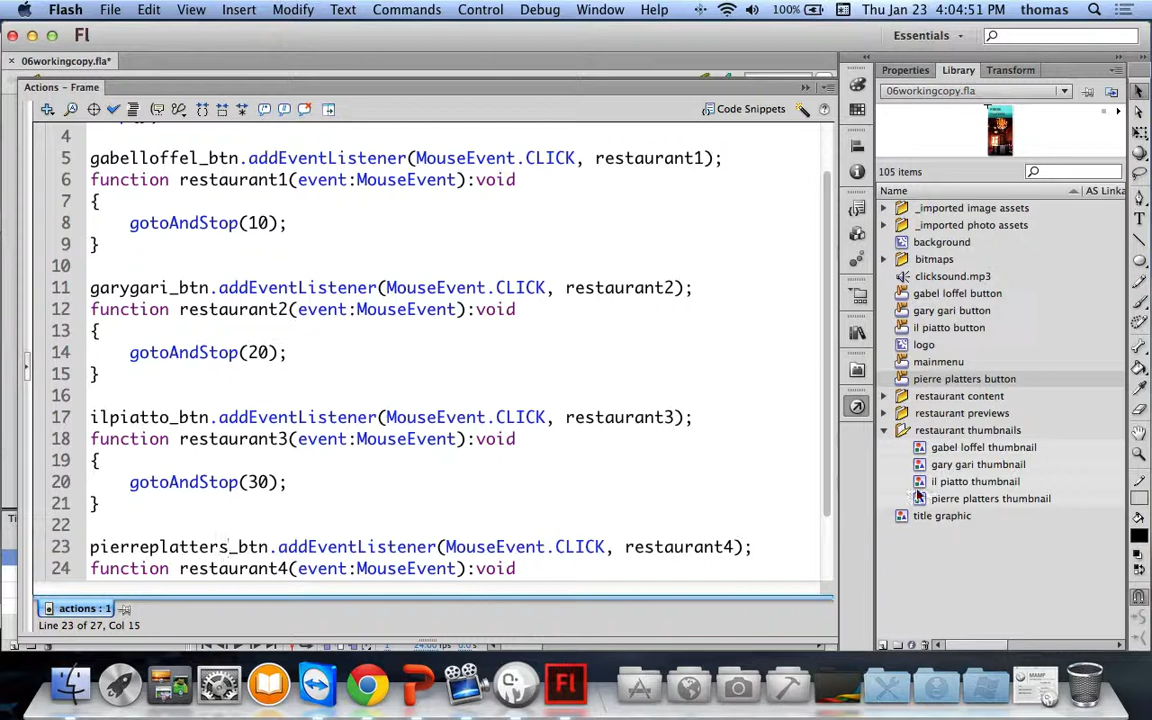 Flash File Edit View Insert Modify Text Commands Control Debug Window Help 100% Thu Jan 23 4:04:51 PM thomas
Fl Essentials
06workingcopy.fla*
Actions - Frame
Code Snippets
4
5 gabelloffel_btn.addEventListener(MouseEvent.CLICK, restaurant1);
6 function restaurant1(event:MouseEvent):void
7 {
8 gotoAndStop(10);
9 }
10
11 garygari_btn.addEventListener(MouseEvent.CLICK, restaurant2);
12 function restaurant2(event:MouseEvent):void
13 {
14 gotoAndStop(20);
15 }
16
17 ilpiatto_btn.addEventListener(MouseEvent.CLICK, restaurant3);
18 function restaurant3(event:MouseEvent):void
19 {
20 gotoAndStop(30);
21 }
22
23 pierreplatters_btn.addEventListener(MouseEvent.CLICK, restaurant4);
24 function restaurant4(event:MouseEvent):void
actions : 1
Line 23 of 27, Col 15
Properties Library Transform
06workingcopy.fla
105 items
Name AS Linka
_imported image assets
_imported photo assets
background
bitmaps
clicksound.mp3
gabel loffel button
gary gari button
il piatto button
logo
mainmenu
pierre platters button
restaurant content
restaurant previews
restaurant thumbnails
gabel loffel thumbnail
gary gari thumbnail
il piatto thumbnail
pierre platters thumbnail
title graphic
Fl